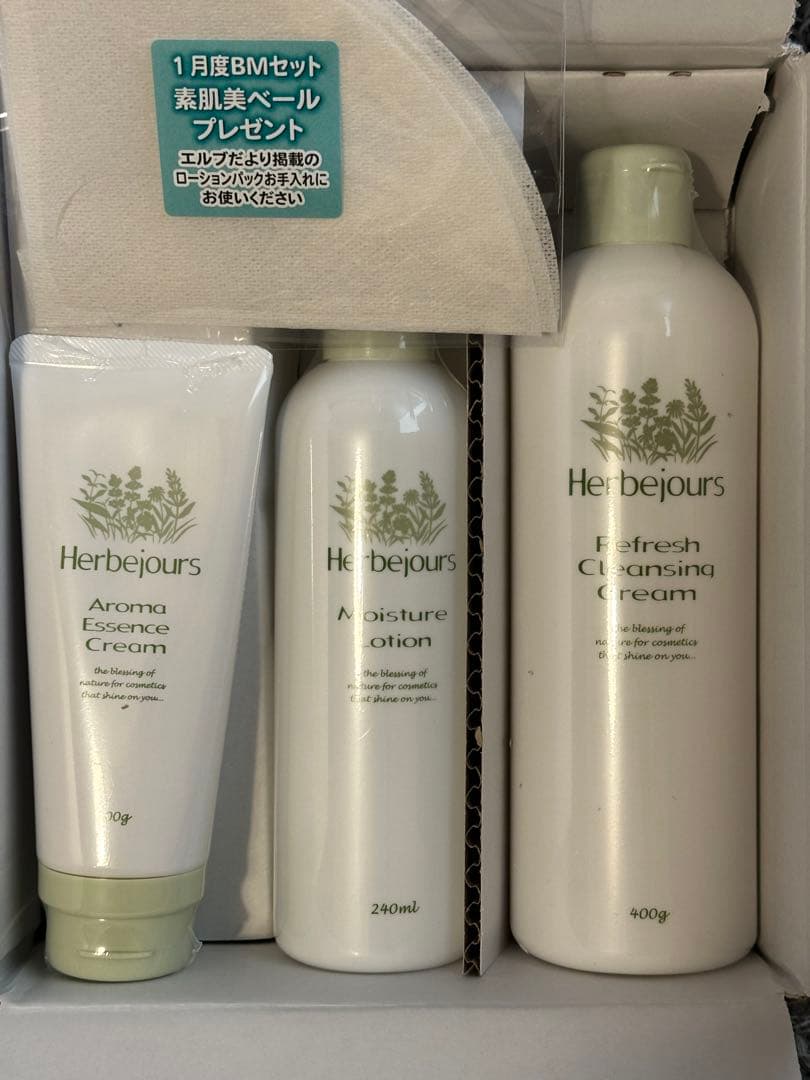 1月度BMセット
素肌美ベール
プレゼント
エルブだより掲載の
ローションパックお手入れに
お使いください
Herbejours
Aroma
Essence
Cream
the blessing of
nature for cosmetics
that shine on you...
Herbejours
Moisture
Lotion
the blessing of
nature for cosmetics
that shine on you...
240ml
Herbejours
Refresh
Cleansing
Cream
the blessing of
nature for cosmetics
that shine on you...
400g